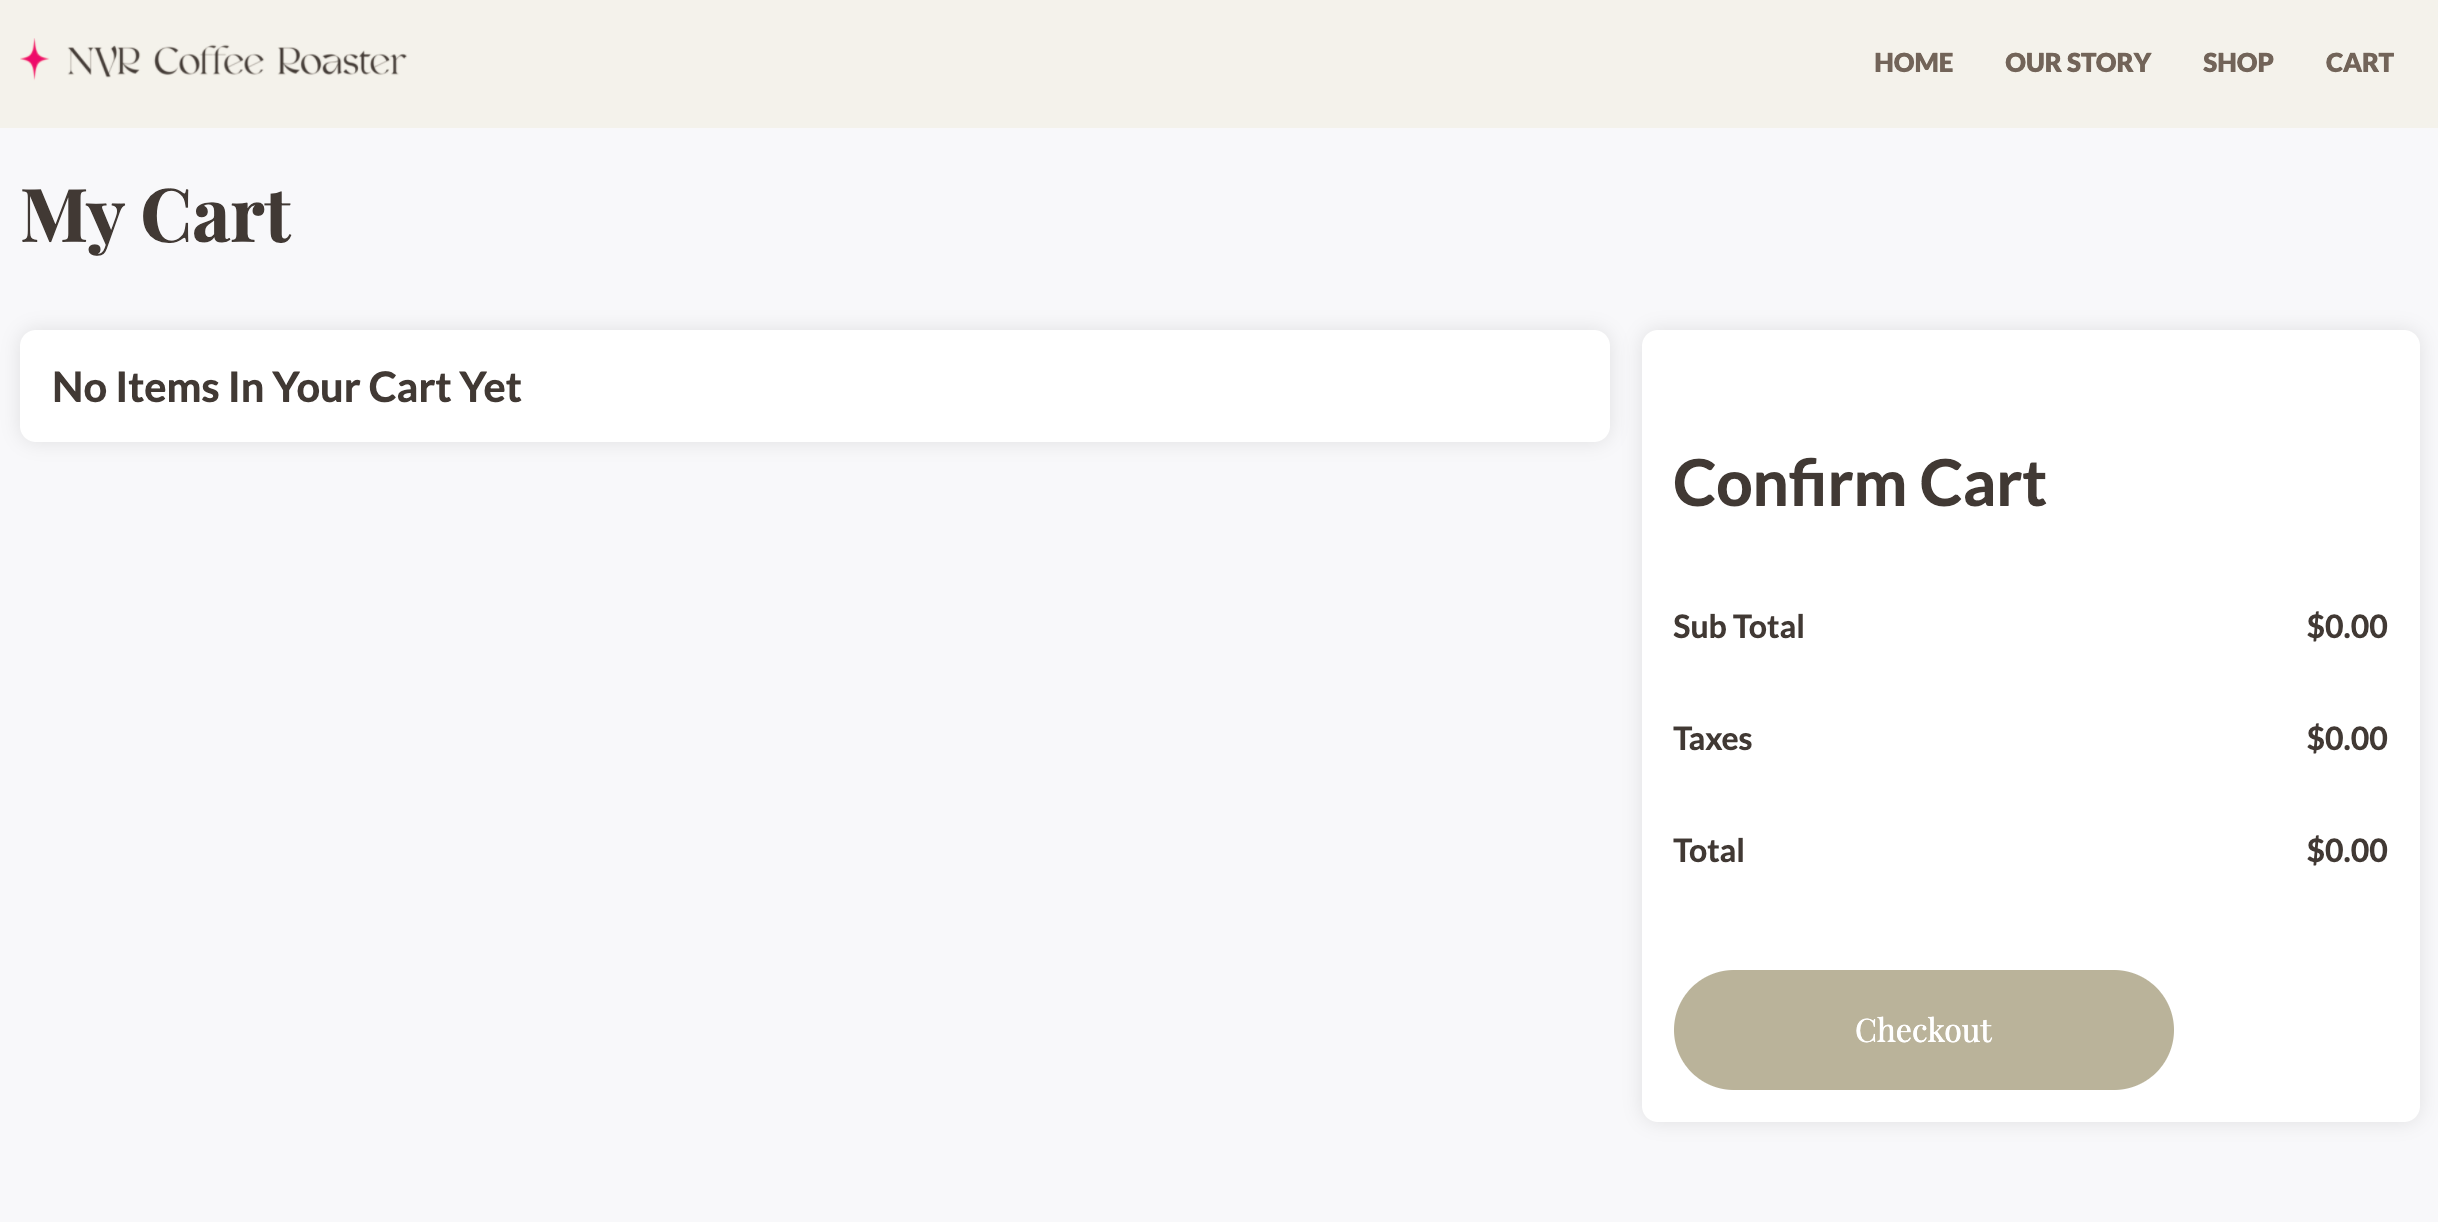 NVR Coffee Roaster
HOME OUR STORY SHOP CART
My Cart
No Items In Your Cart Yet
Confirm Cart
Sub Total $0.00
Taxes $0.00
Total $0.00
Checkout